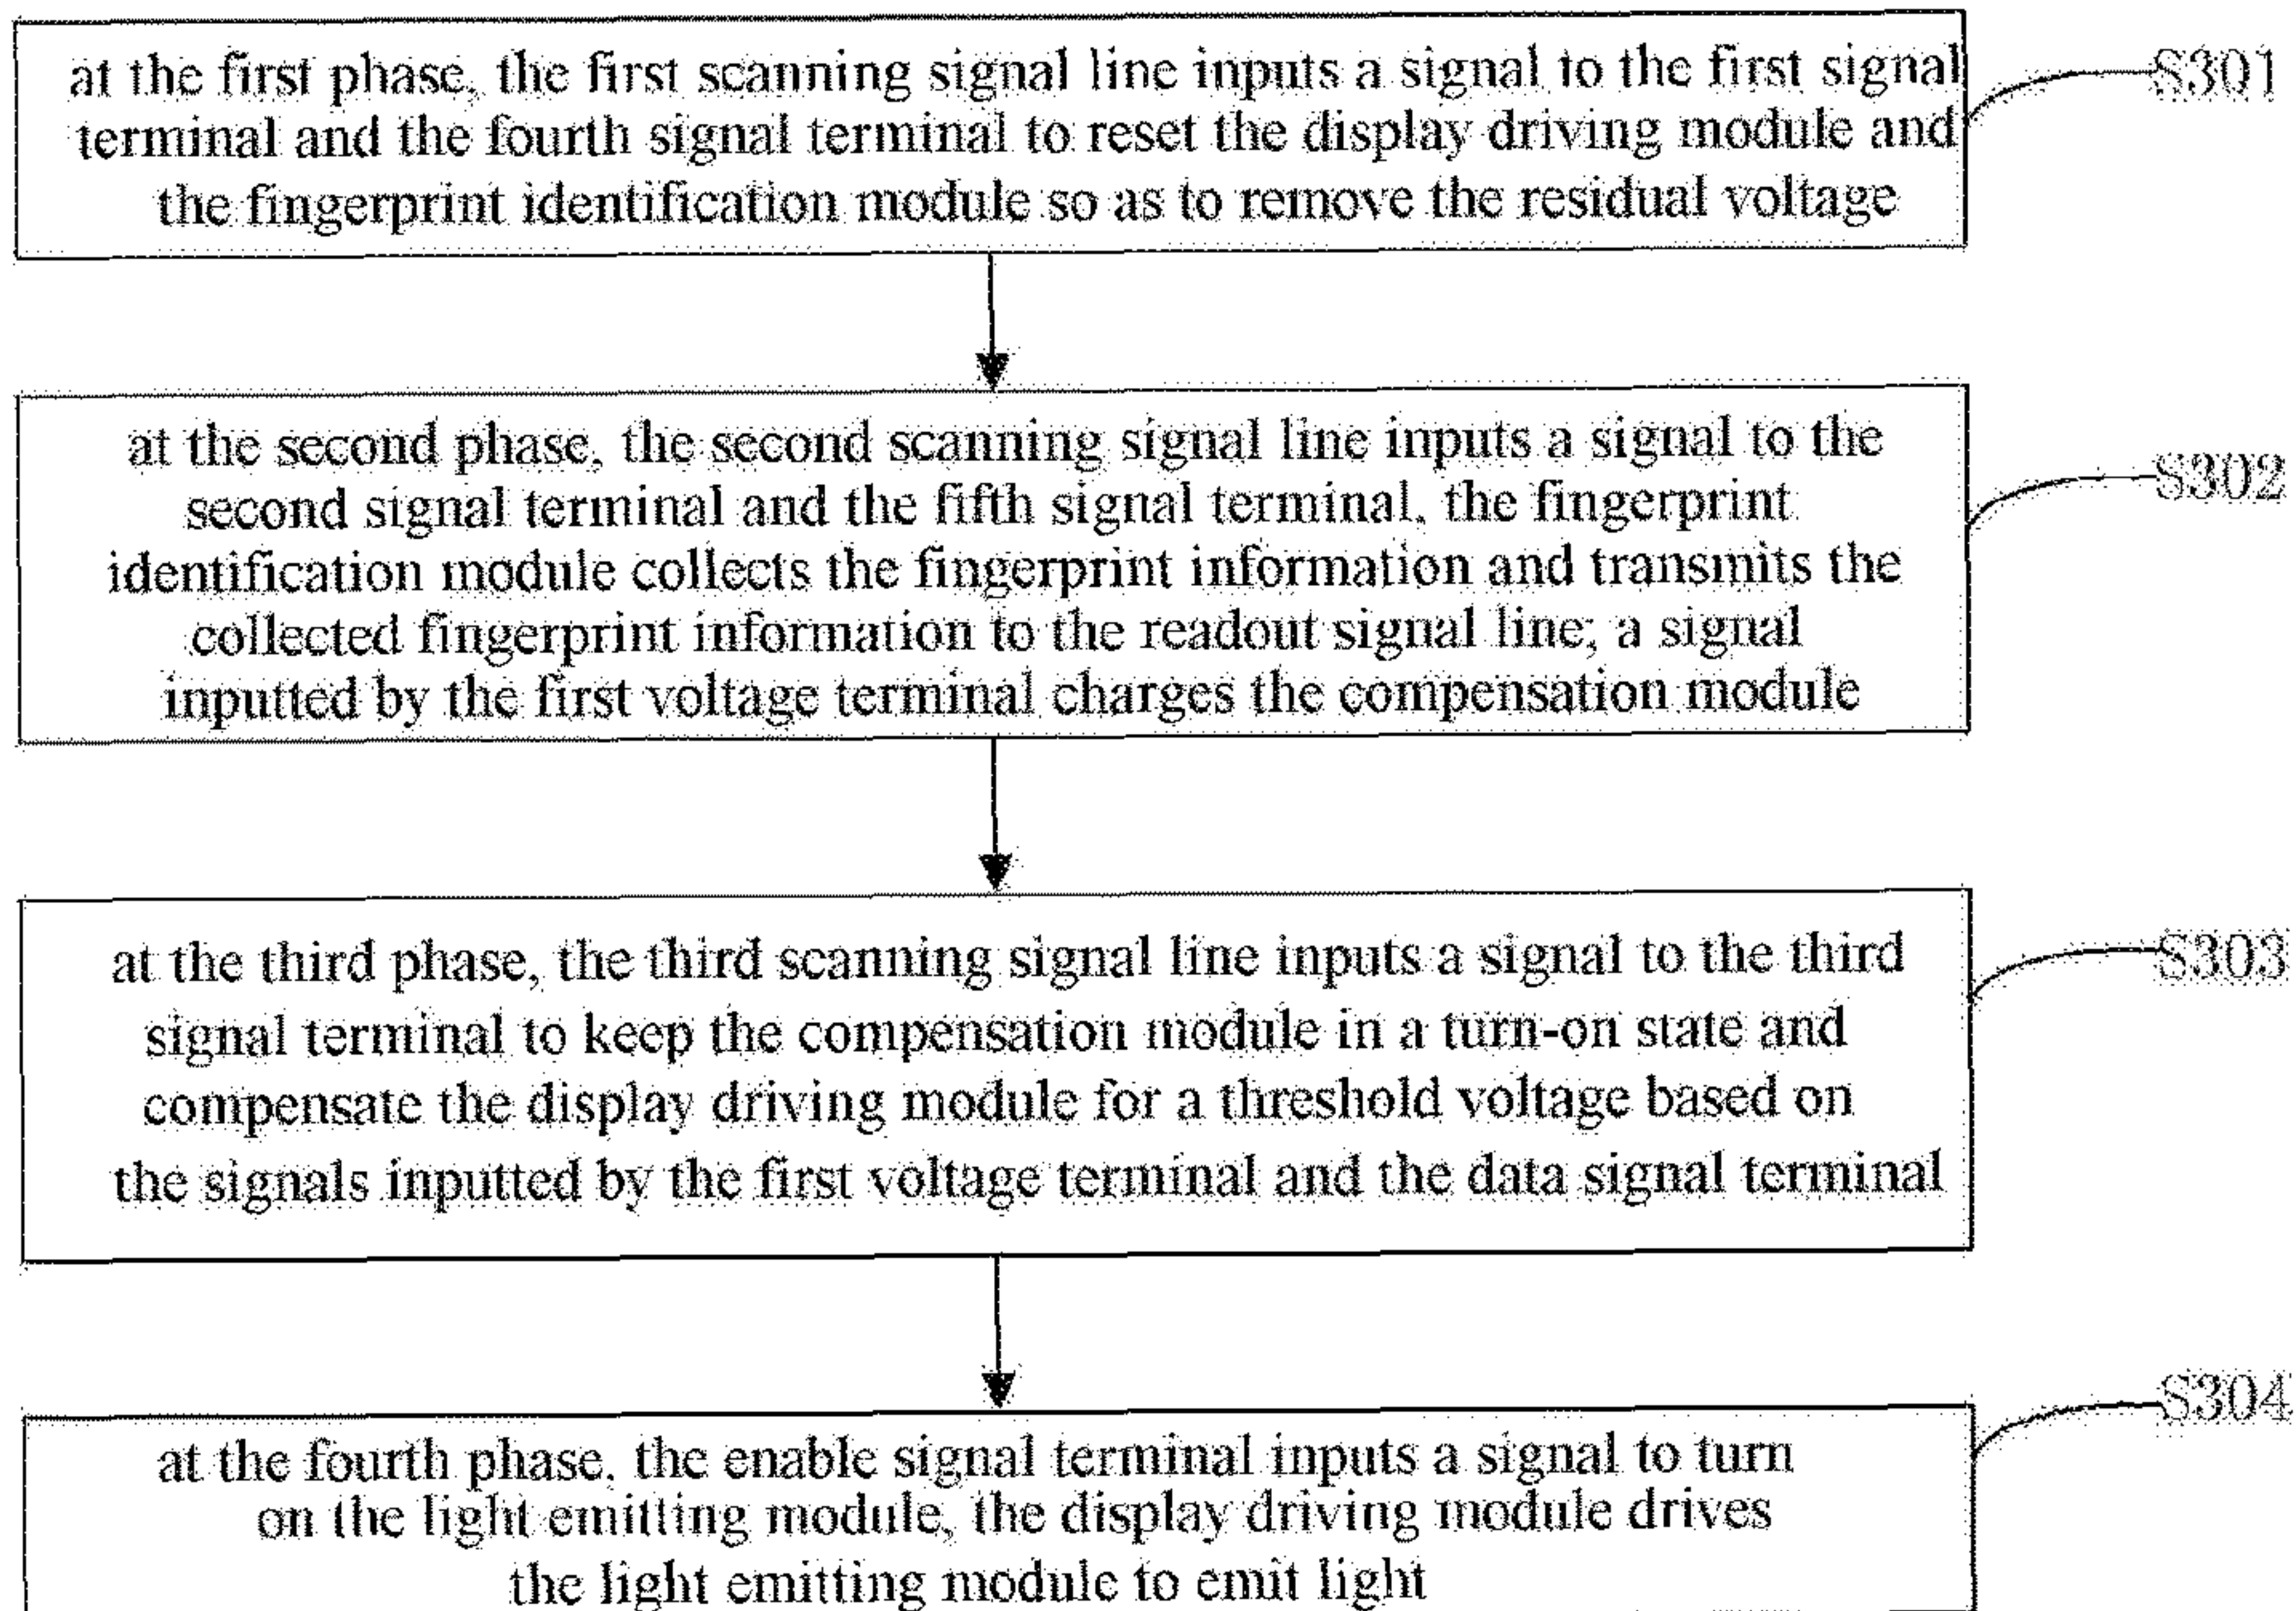 at the first phase, the first scanning signal line inputs a signal to the first signal
terminal and the fourth signal terminal to reset the display driving module and
the fingerprint identification module so as to remove the residual voltage
S301
at the second phase, the second scanning signal line inputs a signal to the
second signal terminal and the fifth signal terminal, the fingerprint
identification module collects the fingerprint information and transmits the
collected fingerprint information to the readout signal line; a signal
inputted by the first voltage terminal charges the compensation module
S302
at the third phase, the third scanning signal line inputs a signal to the third
signal terminal to keep the compensation module in a turn-on state and
compensate the display driving module for a threshold voltage based on
the signals inputted by the first voltage terminal and the data signal terminal
S303
at the fourth phase, the enable signal terminal inputs a signal to turn
on the light emitting module, the display driving module drives
the light emitting module to emit light
S304